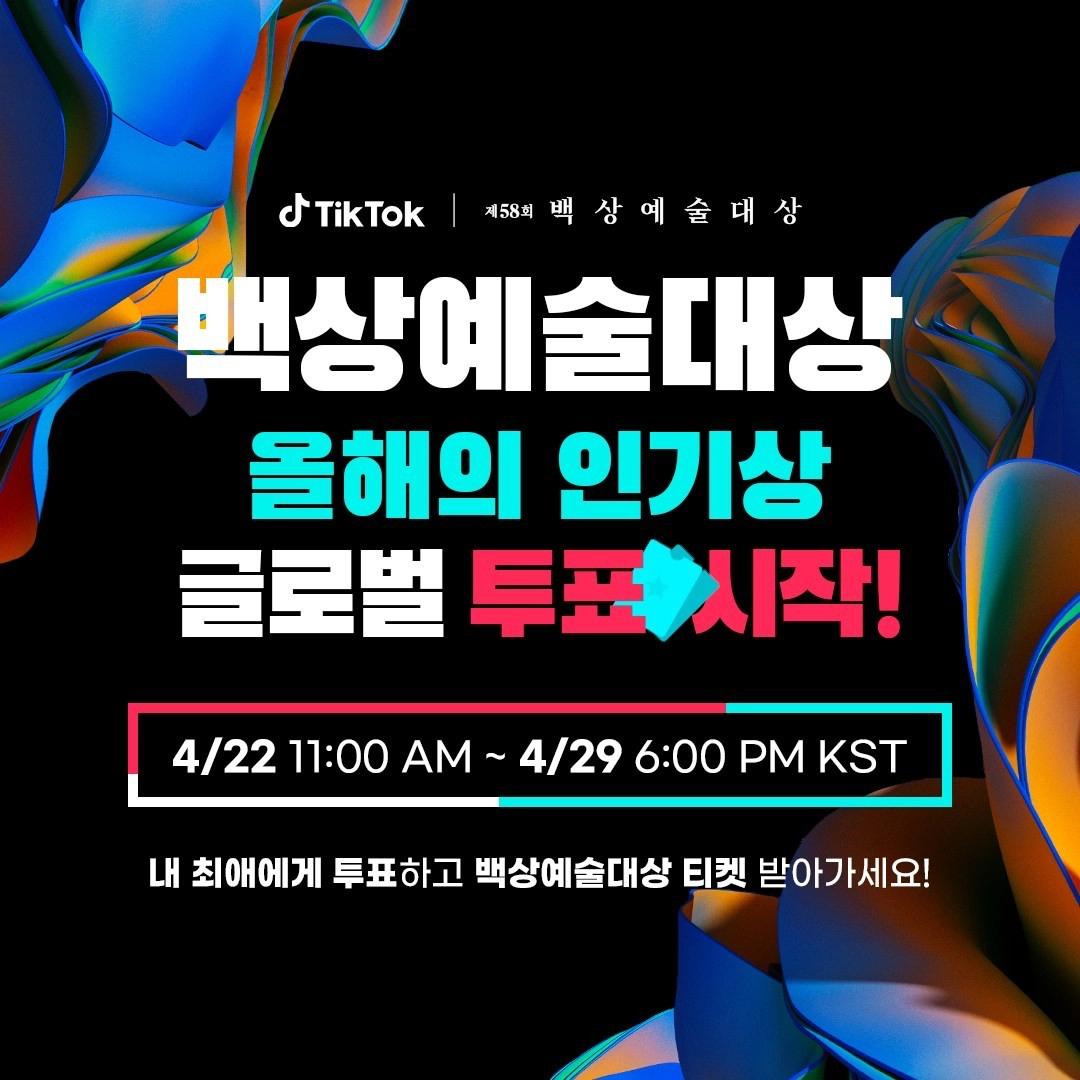 TikTok | 제58회 백상예술대상
백상예술대상
올해의 인기상
글로벌 투표 시작!
4/22 11:00 AM ~ 4/29 6:00 PM KST
내 최애에게 투표하고 백상예술대상 티켓 받아가세요!